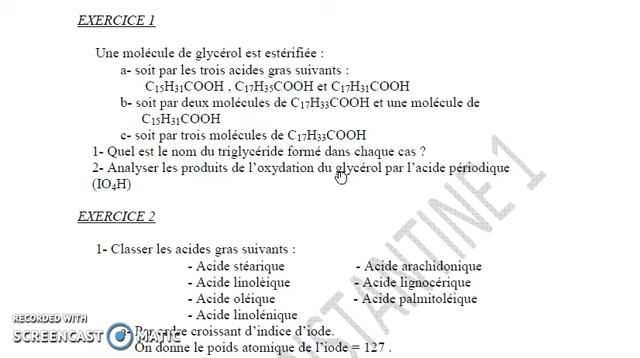 EXERCICE 1
Une molécule de glycérol est estérifiée :
a- soit par les trois acides gras suivants :
C15H31COOH , C17H35COOH et C17H31COOH
b- soit par deux molécules de C17H33COOH et une molécule de
C15H31COOH
c- soit par trois molécules de C17H33COOH
1- Quel est le nom du triglycéride formé dans chaque cas ?
2- Analyser les produits de l'oxydation du glycérol par l'acide périodique
(IO4H)
EXERCICE 2
1- Classer les acides gras suivants :
- Acide stéarique - Acide arachidonique
- Acide linolèique - Acide lignocérique
- Acide oléique - Acide palmitoléique
- Acide linolénique
a- Par ordre croissant d'indice d'iode.
On donne le poids atomique de l'iode = 127 .
CONSTANTINE 1
RECORDED WITH
SCREENCAST MATIC